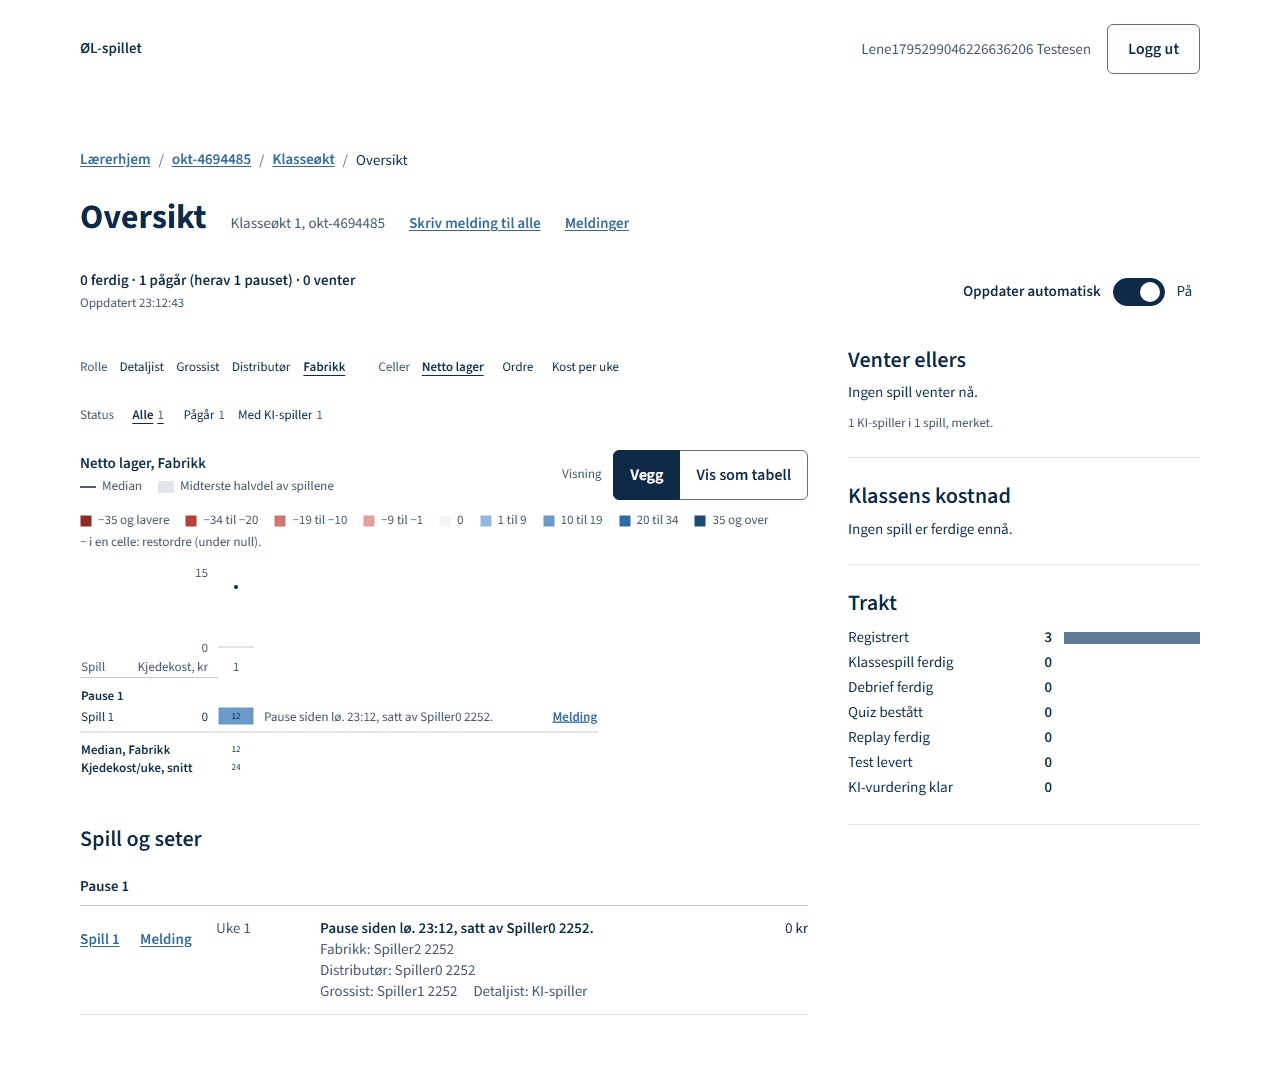 ØL-spillet
Lene1795299046226636206 Testesen
Logg ut
Lærerhjem / okt-4694485 / Klasseøkt / Oversikt
Oversikt Klasseøkt 1, okt-4694485 Skriv melding til alle Meldinger
0 ferdig · 1 pågår (herav 1 pauset) · 0 venter
Oppdatert 23:12:43
Oppdater automatisk På
Rolle Detaljist Grossist Distributør Fabrikk Celler Netto lager Ordre Kost per uke
Status Alle 1 Pågår 1 Med KI-spiller 1
Netto lager, Fabrikk
Median Midterste halvdel av spillene
Visning Vegg Vis som tabell
−35 og lavere −34 til −20 −19 til −10 −9 til −1 0 1 til 9 10 til 19 20 til 34 35 og over
− i en celle: restordre (under null).
15
0
Spill Kjedekost, kr 1
Pause 1
Spill 1 0 12 Pause siden lø. 23:12, satt av Spiller0 2252. Melding
Median, Fabrikk 12
Kjedekost/uke, snitt 24
Spill og seter
Pause 1
Spill 1 Melding Uke 1 Pause siden lø. 23:12, satt av Spiller0 2252. 0 kr
Fabrikk: Spiller2 2252
Distributør: Spiller0 2252
Grossist: Spiller1 2252 Detaljist: KI-spiller
Venter ellers
Ingen spill venter nå.
1 KI-spiller i 1 spill, merket.
Klassens kostnad
Ingen spill er ferdige ennå.
Trakt
Registrert 3
Klassespill ferdig 0
Debrief ferdig 0
Quiz bestått 0
Replay ferdig 0
Test levert 0
KI-vurdering klar 0